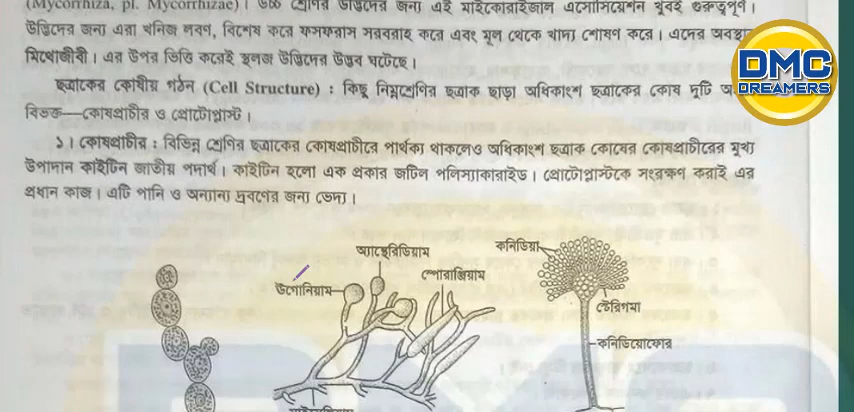 (Mycorrhiza, pl. Mycorrhizae)। উচ্চ শ্রেণির উদ্ভিদের জন্য এই মাইকোরাইজাল এসোসিয়েশন খুবই গুরুত্বপূর্ণ।
উদ্ভিদের জন্য এরা খনিজ লবণ, বিশেষ করে ফসফরাস সরবরাহ করে এবং মূল থেকে খাদ্য শোষণ করে। এদের অবস্থান
মিথোজীবী। এর উপর ভিত্তি করেই স্থলজ উদ্ভিদের উদ্ভব ঘটেছে।
DMC
DREAMERS
ছত্রাকের কোষীয় গঠন (Cell Structure) : কিছু নিম্নশ্রেণির ছত্রাক ছাড়া অধিকাংশ ছত্রাকের কোষ দুটি
বিভক্ত—কোষপ্রাচীর ও প্রোটোপ্লাস্ট।
১। কোষপ্রাচীর : বিভিন্ন শ্রেণির ছত্রাকের কোষপ্রাচীরে পার্থক্য থাকলেও অধিকাংশ ছত্রাক কোষের কোষপ্রাচীরের মুখ্য
উপাদান কাইটিন জাতীয় পদার্থ। কাইটিন হলো এক প্রকার জটিল পলিস্যাকারাইড। প্রোটোপ্লাস্টকে সংরক্ষণ করাই এর
প্রধান কাজ। এটি পানি ও অন্যান্য দ্রবণের জন্য ভেদ্য।
অ্যান্থেরিডিয়াম
কনিডিয়া
উগোনিয়াম
স্পোরাঞ্জিয়াম
স্টেরিগমা
কনিডিয়োফোর